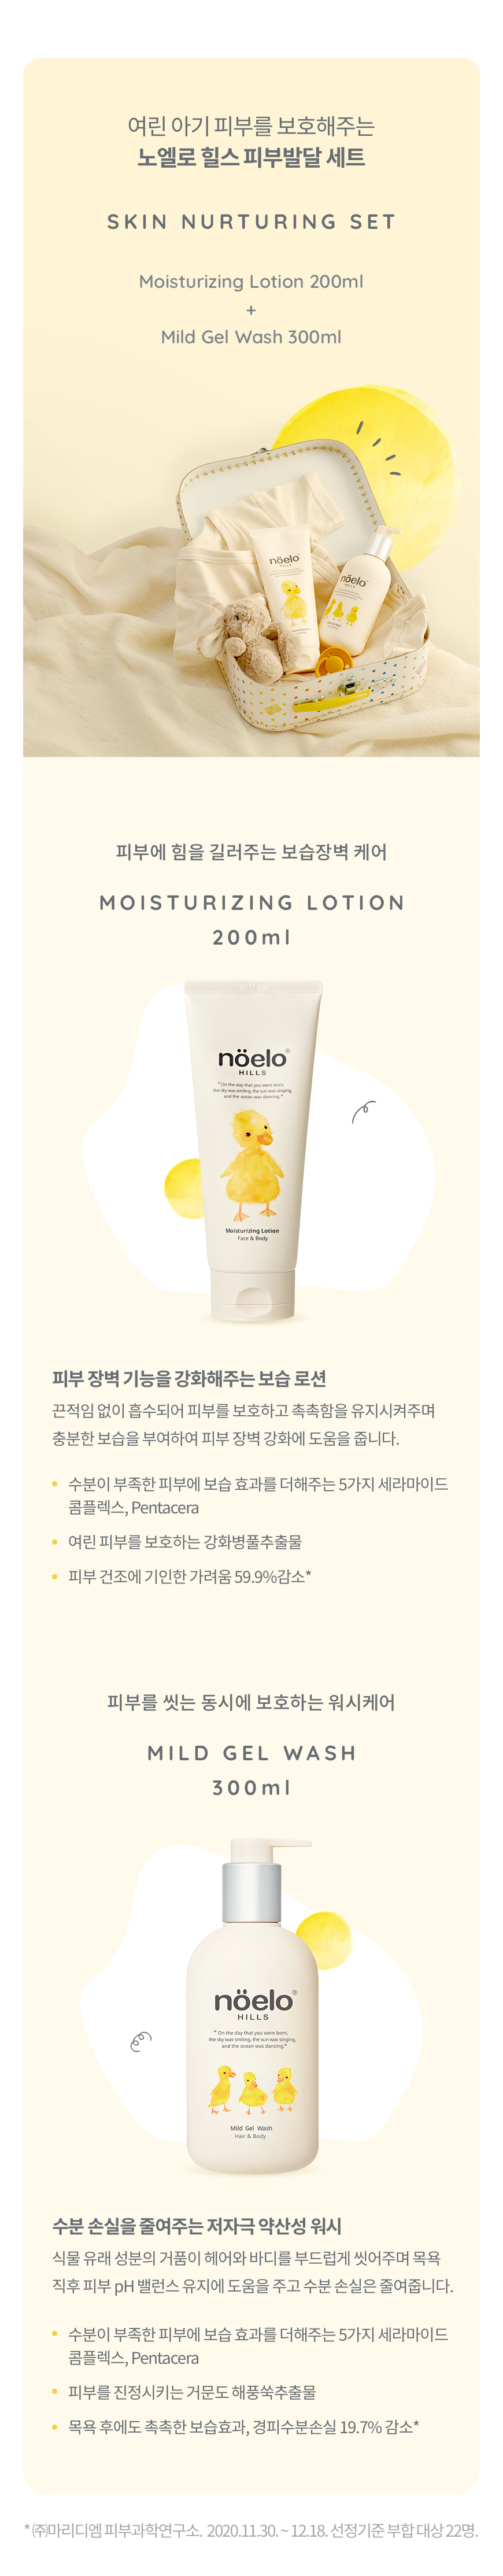 여린 아기 피부를 보호해주는
노엘로 힐스 피부발달 세트
SKIN NURTURING SET
Moisturizing Lotion 200ml
+
Mild Gel Wash 300ml
nöelo
HILLS
nöelo
HILLS
피부에 힘을 길러주는 보습장벽 케어
MOISTURIZING LOTION
200ml
nöelo®
HILLS
"On the day that you were born,
the sky was smiling, the sun was singing,
and the ocean was dancing."
Moisturizing Lotion
Face & Body
피부 장벽 기능을 강화해주는 보습 로션
끈적임 없이 흡수되어 피부를 보호하고 촉촉함을 유지시켜주며
충분한 보습을 부여하여 피부 장벽 강화에 도움을 줍니다.
• 수분이 부족한 피부에 보습 효과를 더해주는 5가지 세라마이드
콤플렉스, Pentacera
• 여린 피부를 보호하는 강화병풀추출물
• 피부 건조에 기인한 가려움 59.9%감소*
피부를 씻는 동시에 보호하는 워시케어
MILD GEL WASH
300ml
nöelo®
HILLS
" On the day that you were born,
the sky was smiling, the sun was singing,
and the ocean was dancing."
Mild Gel Wash
Hair & Body
수분 손실을 줄여주는 저자극 약산성 워시
식물 유래 성분의 거품이 헤어와 바디를 부드럽게 씻어주며 목욕
직후 피부 pH 밸런스 유지에 도움을 주고 수분 손실은 줄여줍니다.
• 수분이 부족한 피부에 보습 효과를 더해주는 5가지 세라마이드
콤플렉스, Pentacera
• 피부를 진정시키는 거문도 해풍쑥추출물
• 목욕 후에도 촉촉한 보습효과, 경피수분손실 19.7% 감소*
* ㈜마리디엠 피부과학연구소. 2020.11.30. ~ 12.18. 선정기준 부합 대상 22명.